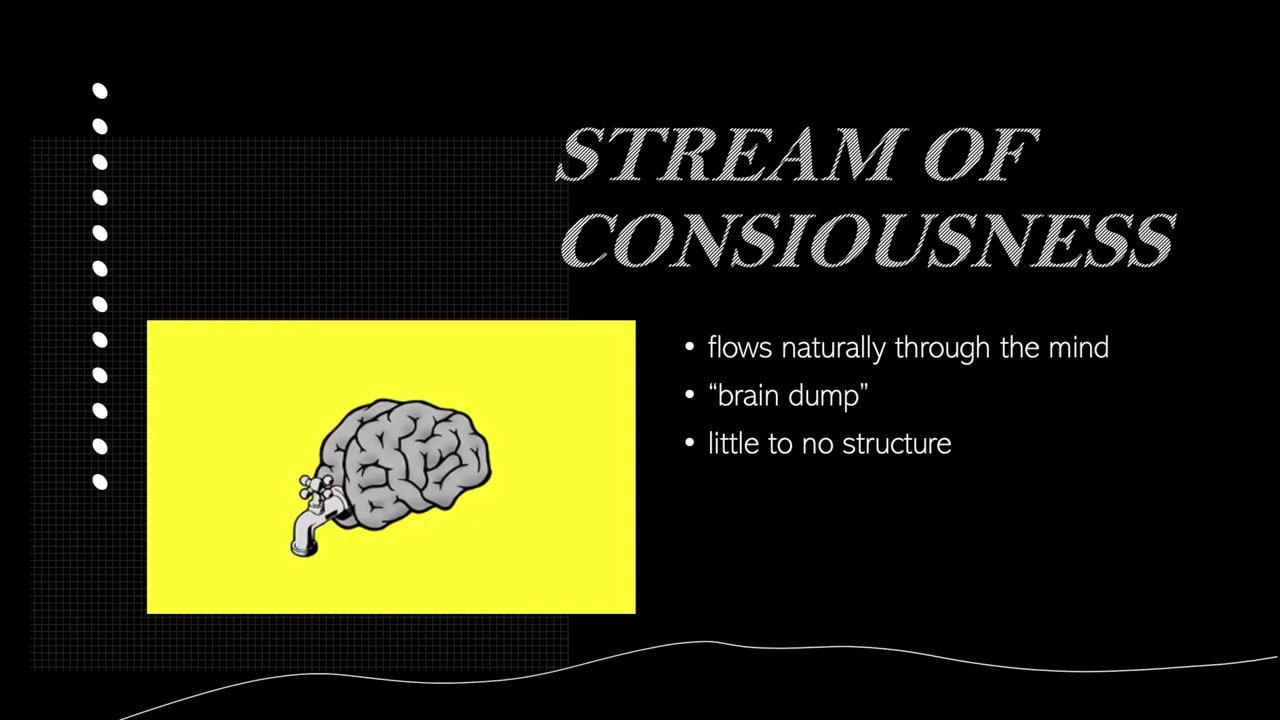 STREAM OF
CONSIOUSNESS
• flows naturally through the mind
• “brain dump”
• little to no structure